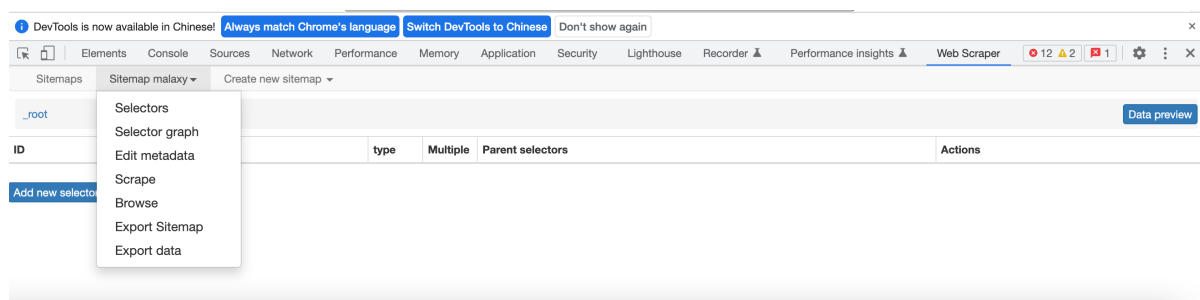 DevTools is now available in Chinese! Always match Chrome's language Switch DevTools to Chinese Don't show again
Elements Console Sources Network Performance Memory Application Security Lighthouse Recorder Performance insights Web Scraper 12 2 1
Sitemaps Sitemap malaxy Create new sitemap
_root Data preview
ID type Multiple Parent selectors Actions
Add new selector
Selectors
Selector graph
Edit metadata
Scrape
Browse
Export Sitemap
Export data